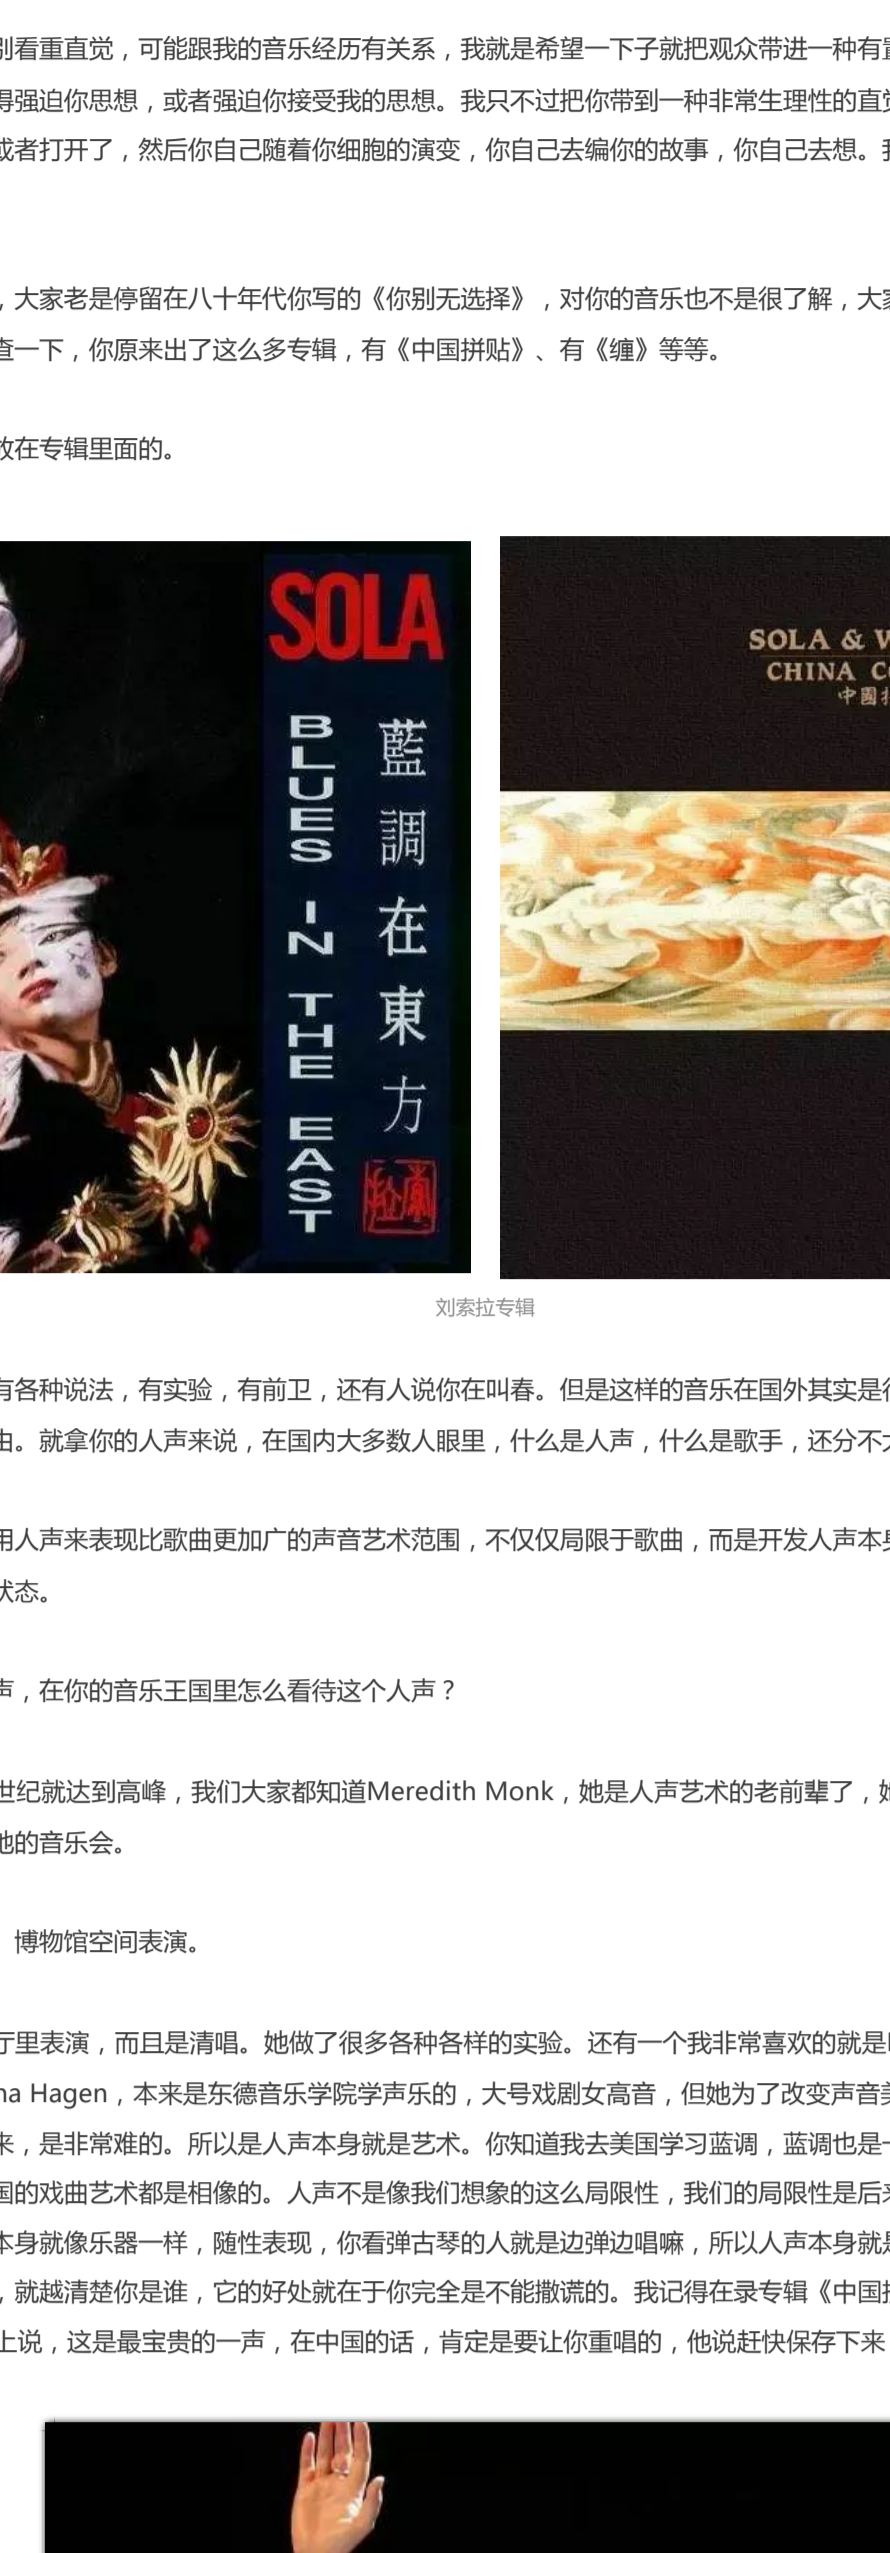 别看重直觉，可能跟我的音乐经历有关系，我就是希望一下子就把观众带进一种有
得强迫你思想，或者强迫你接受我的思想。我只不过把你带到一种非常生理性的直觉
或者打开了，然后你自己随着你细胞的演变，你自己去编你的故事，你自己去想。我
，大家老是停留在八十年代你写的《你别无选择》，对你的音乐也不是很了解，大家
查一下，你原来出了这么多专辑，有《中国拼贴》、有《缠》等等。
放在专辑里面的。
SOLA
BLUES IN THE EAST
藍調在東方
索拉
SOLA & W
CHINA CO
中國拼
刘索拉专辑
有各种说法，有实验，有前卫，还有人说你在叫春。但是这样的音乐在国外其实是很
由。就拿你的人声来说，在国内大多数人眼里，什么是人声，什么是歌手，还分不太
用人声来表现比歌曲更加广的声音艺术范围，不仅仅局限于歌曲，而是开发人声本身
状态。
声，在你的音乐王国里怎么看待这个人声？
世纪就达到高峰，我们大家都知道Meredith Monk，她是人声艺术的老前辈了，她
她的音乐会。
博物馆空间表演。
厅里表演，而且是清唱。她做了很多各种各样的实验。还有一个我非常喜欢的就是
na Hagen，本来是东德音乐学院学声乐的，大号戏剧女高音，但她为了改变声音美
来，是非常难的。所以是人声本身就是艺术。你知道我去美国学习蓝调，蓝调也是一
国的戏曲艺术都是相像的。人声不是像我们想象的这么局限性，我们的局限性是后来
本身就像乐器一样，随性表现，你看弹古琴的人就是边弹边唱嘛，所以人声本身就是
，就越清楚你是谁，它的好处就在于你完全是不能撒谎的。我记得在录专辑《中国拼
上说，这是最宝贵的一声，在中国的话，肯定是要让你重唱的，他说赶快保存下来